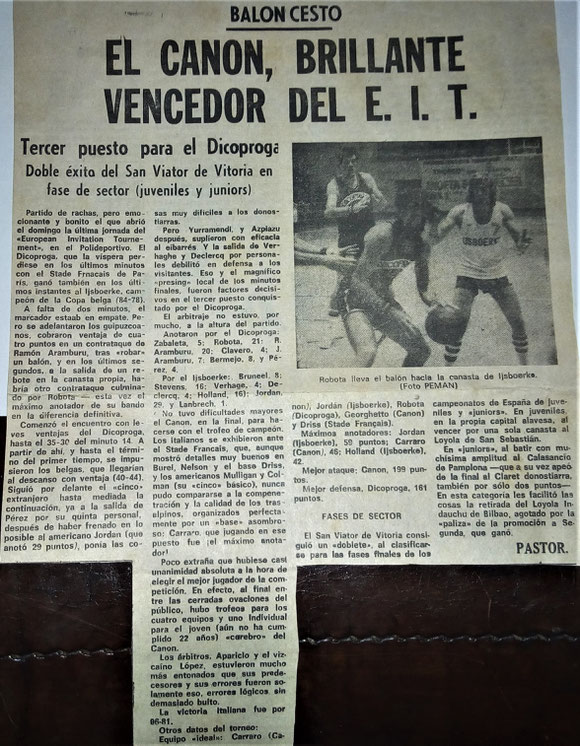 BALONCESTO
EL CANON, BRILLANTE
VENCEDOR DEL E. I. T.
Tercer puesto para el Dicoproga
Doble éxito del San Viator de Vitoria en
fase de sector (juveniles y juniors)
Partido de rachas, pero emo-
cionante y bonito el que abrió
el domingo la última jornada del
«European Invitation Tourne-
ment», en el Polideportivo. El
Dicoproga, que la víspera per-
diese en los últimos minutos
con el Stade Frnacais de Pa-
rís, ganó también en los últi-
mos instantes al Ijsboerke, cam-
peón de la Copa belga (84-78).
A falta de dos minutos, el
marcador estaab en empate. Pe-
ro se adelantaron los guipuzcoa-
nos, cobraron ventaja de cua-
tro puntos en un contrataque de
Ramón Aramburu, tras «robar»
un balón, y en los últimos se-
gundos, a la salida de un re-
bote en la canasta propia, ha-
bría otro contrataque culmina-
do por Robota — esta vez el
máximo anotador de su bando
en la diferencia definitiva.
Comenzó el encuentro con le-
ves ventajas del Dicoproga,
hasta el 35-30 del minuto 14. A
partir de ahí, y hasta el término
del primer tiempo, se impu-
sieron los belgas, que llegarían
al descanso con ventaja (40-44).
Siguió por delante el «cinco»
extranjero hasta mediada la
continuación, ya a la salida de
Pérez por su quinta personal,
después de haber frenado en lo
posible al americano Jordan (que
anotó 29 puntos), ponía las co-
sas muy difíciles a los donos-
tiarras.
Pero Yurramendi, y Azpiazu
después, suplieron con eficacia
al eibarrés Y la salida de Ver-
haghe y Declercq por persona-
les debilitó en defensa a los
visitantes. Eso y el magnífico
«presing» local de los minutos
finales, fueron factores decisi-
vos en el tercer puesto conquis-
tado por el Dicoproga.
El arbitraje no estuvo, por
mucho, a la altura del partido.
Anotaron por el Dicoproga:
Zabaleta, 5; Robota, 21; R.
Aramburu, 20; Clavero, 4; J.
Aramburu, 7; Bermejo, 8, y Pé-
rez, 4.
Por el Ijsboerke: Bruneel, 8;
Stevens, 16; Verhage, 4; De-
clercq, 4; Holland, 16); Jordan,
29, y Lanbrech, 1.
No tuvo dificultades mayores
el Canon, en la final, para ha-
cerse con el trofeo de campeón.
Los italianos se exhibieron ante
el Stade Francais, que, aunque
mostró detalles muy buenos en
Burel, Nelson y el base Driss,
y los americanos Mulligan y Col-
man (su «cinco» básico), nunca
pudo compararse a la compene-
tración y la calidad de los tras-
alpinos, organizados perfecta-
mente por un «base» asombro-
so: Carraro, que jugando en ese
puesto fue el máximo anota-
dor!
Poco extraña que hubiese casi
unanimidad absoluta a la hora
de elegir el mejor jugador de la
competición. En efecto, al final
entre las cerradas ovaciones del
público, hubo trofeos para los
cuatro equipos y uno Individual
para el joven (aún no ha cum-
plido 22 años) «cerebro» del
Canon.
Los árbitros, Aparicio y el viz-
caino López, estuvieron mucho
más entonados que sus prede-
cesores y sus errores fueron so-
lamente eso, errores lógicos sin
demasiado bulto.
La victoria italiana fue por
96-81.
Otros datos del torneo:
Equipo «ideal»: Carraro (Ca-
IJSBOERKE
7
Robota lleva el balón hacia la canasta de Ijsboerke.
(Foto PEMAN)
non), Jordan (Ijsboerke), Robota
(Dicoproga), Georghetto (Canon)
y Driss (Stade Français).
Máximos anotadores: Jordan
(Ijsboerke), 59 puntos; Carraro
(Canon), 46; Holland (Ijsboerke),
42.
Mejor ataque: Canon, 199 pun-
tos.
Mejor defensa, Dicoproga, 161
puntos.
FASES DE SECTOR
El San Viator de Vitoria con-
siguió un «doblete», al clasificar-
se para las fases finales de los
campeonatos de España de juve-
niles y «juniors». En juveniles,
en la propia capital alavesa, al
vencer por una sola canasta al
Loyola de San Sebastián.
En «juniors», al batir con mu-
chísima amplitud al Calasancio
de Pamplona —que a su vez apeó
de la final al Claret donostiarra,
también por sólo dos puntos—
En esta categoría les facilitó las
cosas la retirada del Loyola In-
dauchu de Bilbao, agotado por la
«paliza» de la promoción a Se-
gunda, que ganó.
PASTOR.